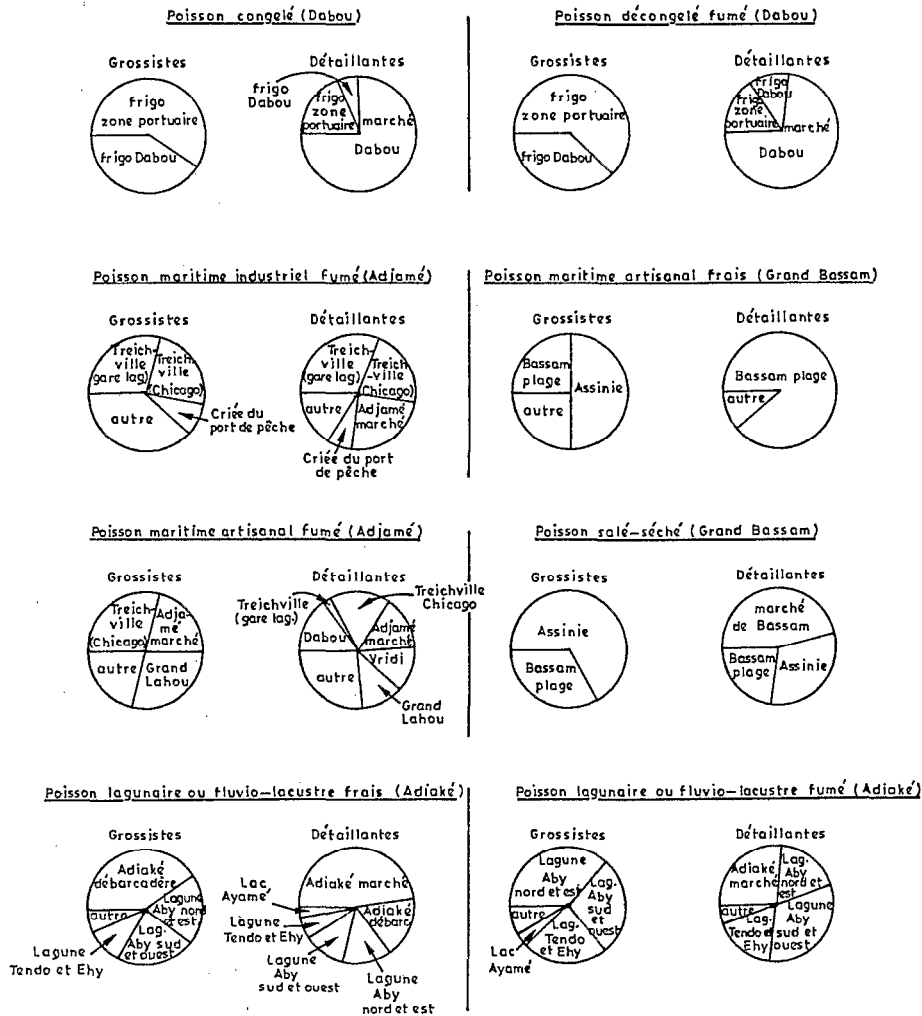 Poisson congelé (Dabou)
Grossistes
frigo
zone portuaire
frigo Dabou
Détaillantes
frigo
Dabou
frigo
zone
portuaire
marché
Dabou
Poisson décongelé fumé (Dabou)
Grossistes
frigo
zone portuaire
frigo Dabou
Détaillantes
frigo
Dabou
frigo
zone
portuaire
marché
Dabou
Poisson maritime industriel fumé (Adjamé)
Grossistes
Treich-
ville
(gare lag)
Treich-
ville
(Chicago)
autre
Criée du
port de pêche
Détaillantes
Treich-
ville
(gare lag.)
Treich-
-ville
(Chicago)
autre
Adjamé
marché
Criée du port
de pêche
Poisson maritime artisanal frais (Grand Bassam)
Grossistes
Bassam
plage
Assinie
autre
Détaillantes
Bassam plage
autre
Poisson maritime artisanal fumé (Adjamé)
Grossistes
Treich-
ville
(Chicago)
Adja-
mé
marché
autre
Grand
Lahou
Détaillantes
Treichville
(gare lag.)
Treichville
Chicago
Dabou
Adjamé
marché
Vridi
autre
Grand
Lahou
Poisson salé-séché (Grand Bassam)
Grossistes
Assinie
Bassam
plage
Détaillantes
marché
de Bassam
Bassam
plage
Assinie
Poisson lagunaire ou fluvio-lacustre frais (Adiaké)
Grossistes
Adiaké
débarcadère
autre
Lagune
Aby nord
et est
Lag.
Aby sud
et ouest
Lagune
Tendo et Ehy
Détaillantes
Adiaké marché
Lac
Ayamé
Adiaké
débarc.
Lagune
Tendo et Ehy
Lagune
Aby
sud et ouest
Lagune
Aby
nord et est
Poisson lagunaire ou fluvio-lacustre fumé (Adiaké)
Grossistes
Lagune
Aby
nord et est
Lag.
Aby
sud
et
ouest
autre
Lag.
Tendo
et Ehy
Lac
Ayamé
Détaillantes
Adiaké
marché
Lag.
Aby
nord et
est
autre
Lag.
Tendo et
Ehy
Lagune
Aby
sud et
ouest